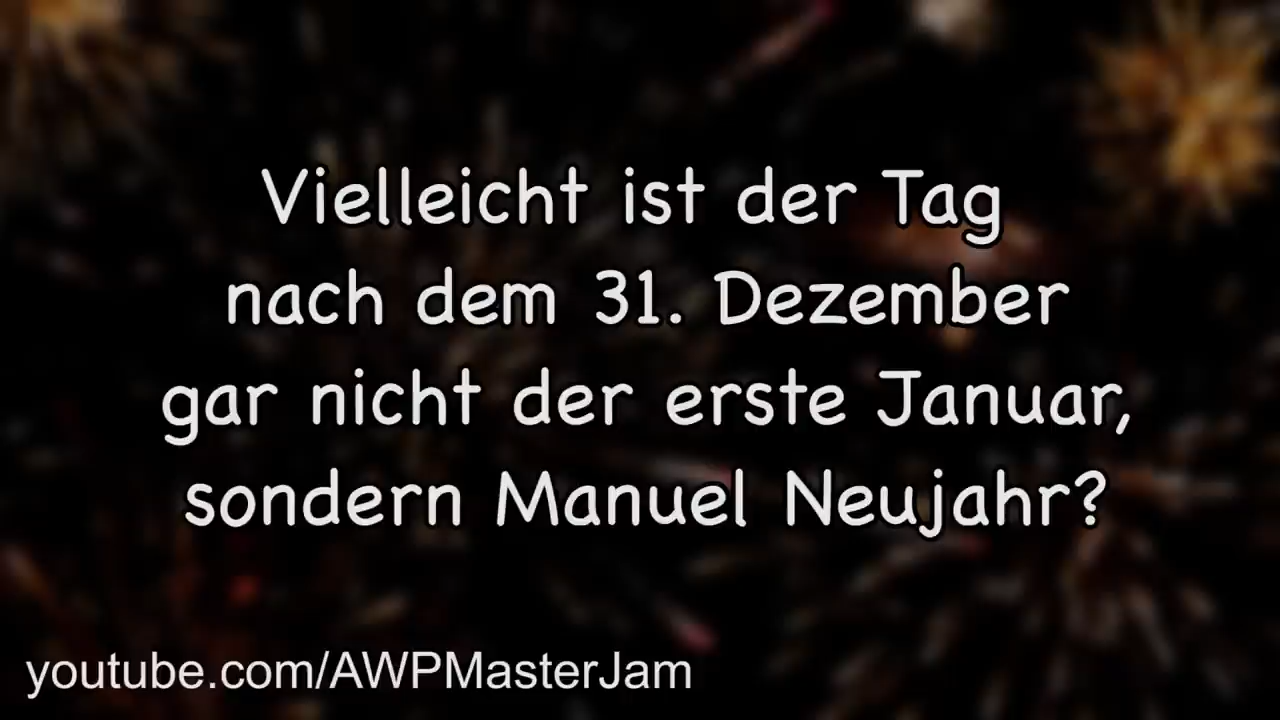 Vielleicht ist der Tag
nach dem 31. Dezember
gar nicht der erste Januar,
sondern Manuel Neujahr?
youtube.com/AWPMasterJam